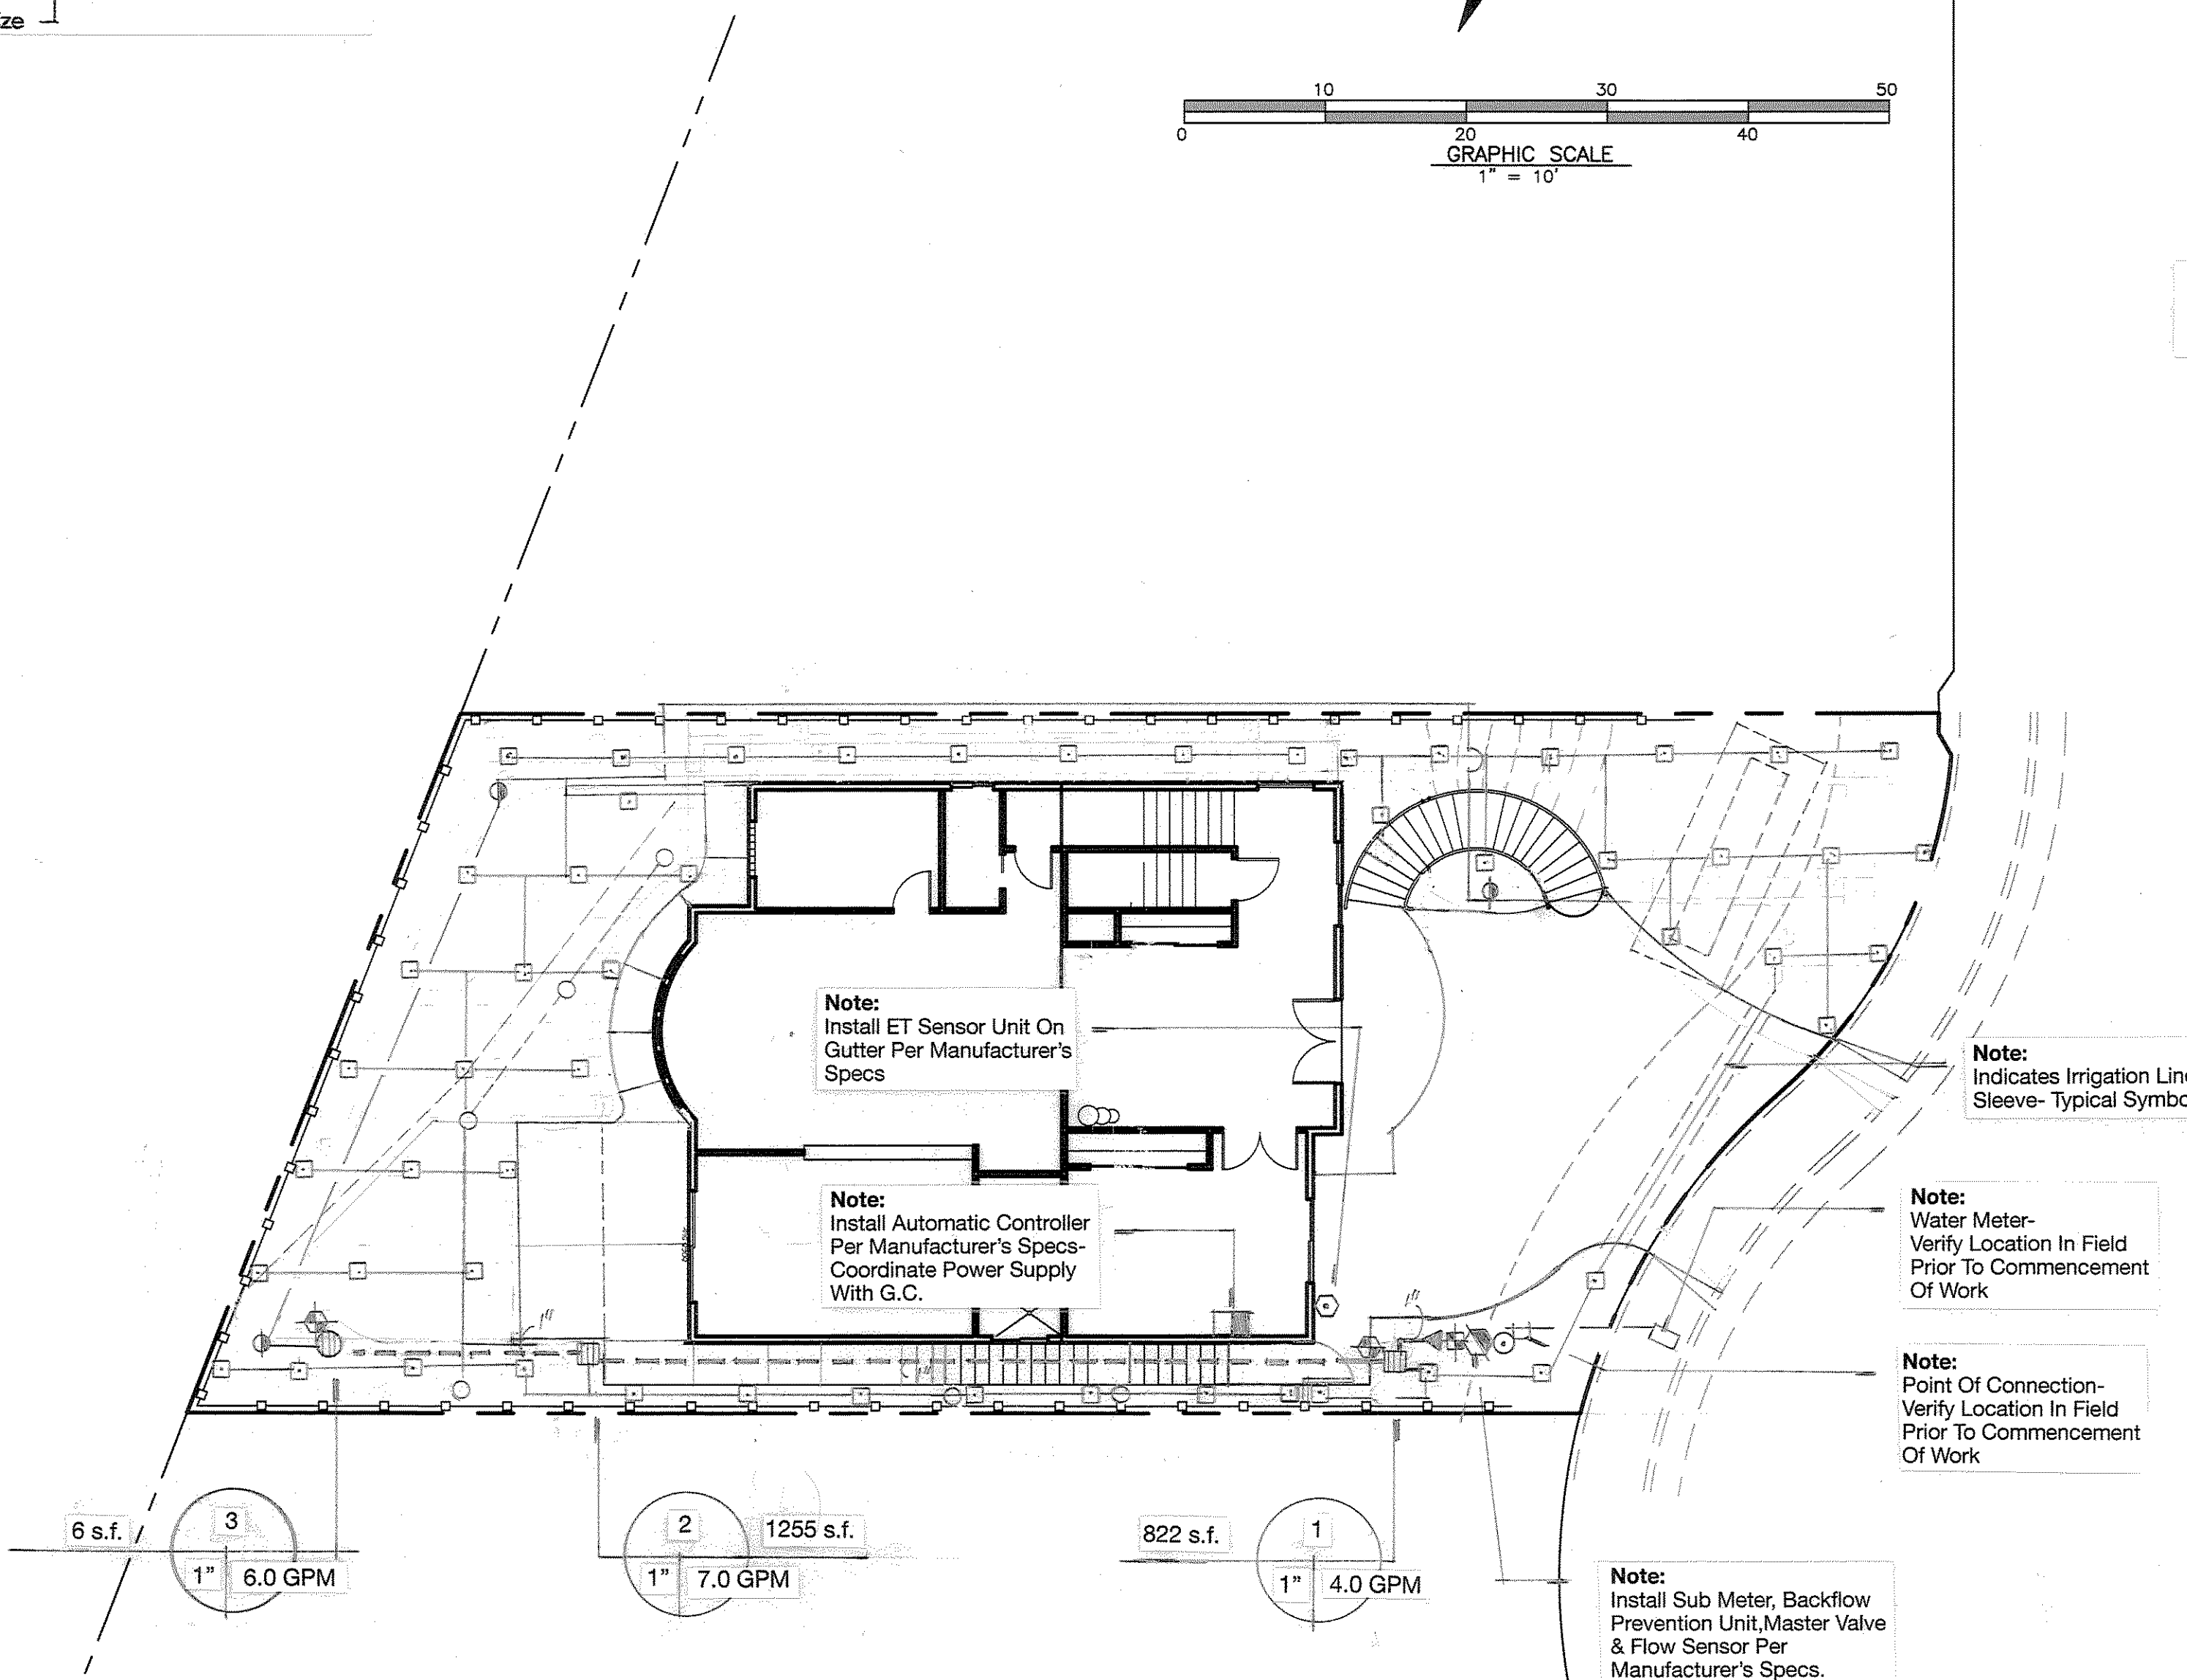 ze
10 30 50
0 20 40
GRAPHIC SCALE
1" = 10'
Note:
Install ET Sensor Unit On
Gutter Per Manufacturer's
Specs
Note:
Indicates Irrigation Line
Sleeve- Typical Symbo
Note:
Install Automatic Controller
Per Manufacturer's Specs-
Coordinate Power Supply
With G.C.
Note:
Water Meter-
Verify Location In Field
Prior To Commencement
Of Work
1"
1"
Note:
Point Of Connection-
Verify Location In Field
Prior To Commencement
Of Work
6 s.f.
3
1"
6.0 GPM
2
1255 s.f.
1"
7.0 GPM
822 s.f.
1
1"
4.0 GPM
Note:
Install Sub Meter, Backflow
Prevention Unit,Master Valve
& Flow Sensor Per
Manufacturer's Specs.